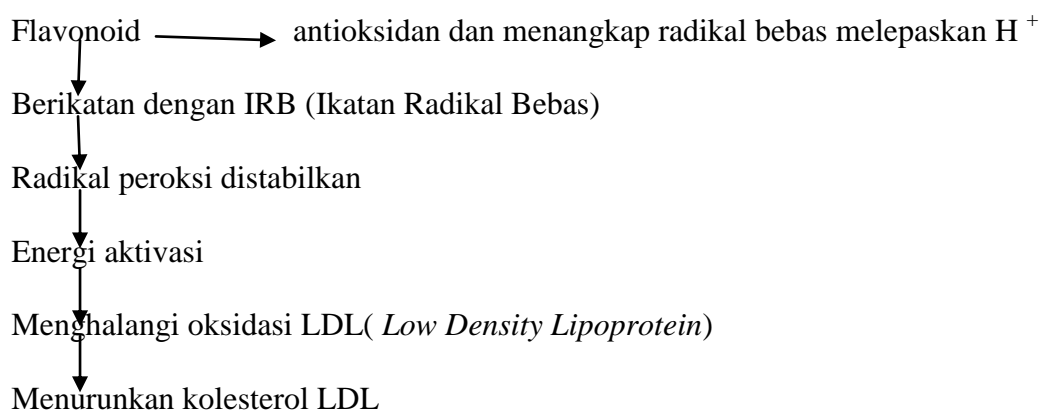 Flavonoid antioksidan dan menangkap radikal bebas melepaskan H +
Berikatan dengan IRB (Ikatan Radikal Bebas)
Radikal peroksi distabilkan
Energi aktivasi
Menghalangi oksidasi LDL( Low Density Lipoprotein)
Menurunkan kolesterol LDL